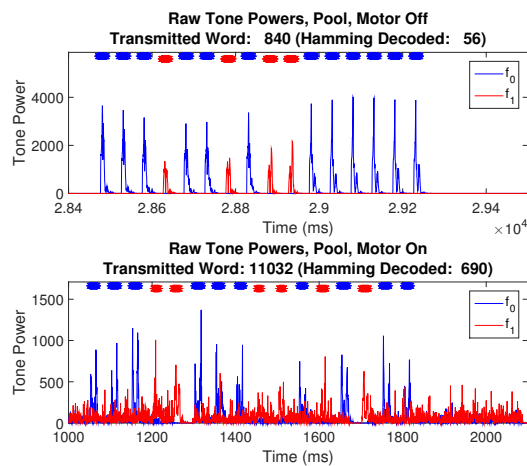 Raw Tone Powers, Pool, Motor Off
Transmitted Word: 840 (Hamming Decoded: 56)
Tone Power
4000
2000
0
f₀
f₁
2.84 2.86 2.88 2.9 2.92 2.94
Time (ms)
×10⁴
Raw Tone Powers, Pool, Motor On
Transmitted Word: 11032 (Hamming Decoded: 690)
Tone Power
1500
1000
500
0
f₀
f₁
1000 1200 1400 1600 1800 2000
Time (ms)